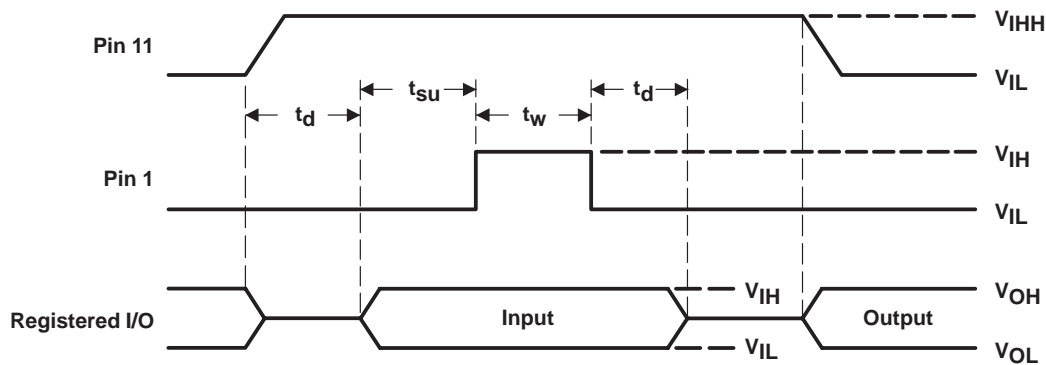 Pin 11
VIHH
VIL
td
tsu
tw
td
Pin 1
VIH
VIL
Registered I/O
Input
VIH
VIL
Output
VOH
VOL